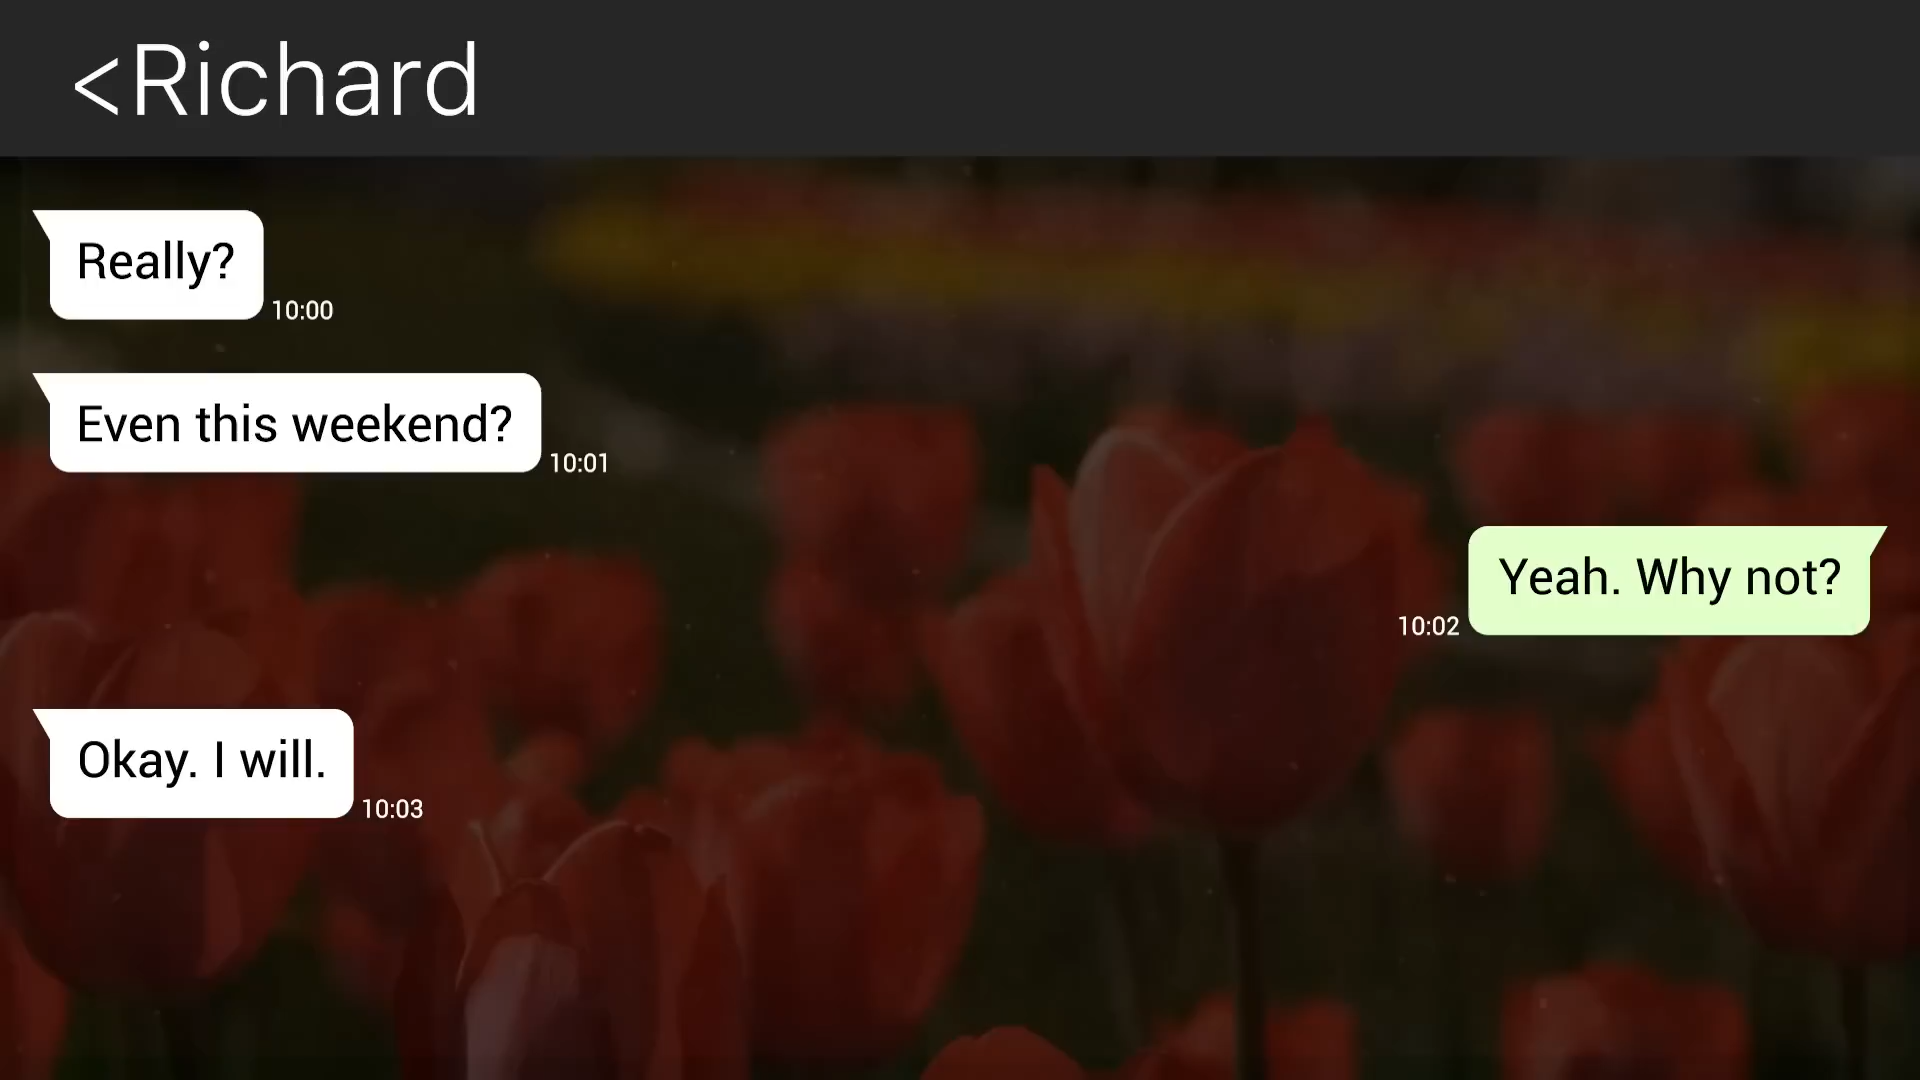 <Richard
Really?
10:00
Even this weekend?
10:01
Yeah. Why not?
10:02
Okay. I will.
10:03